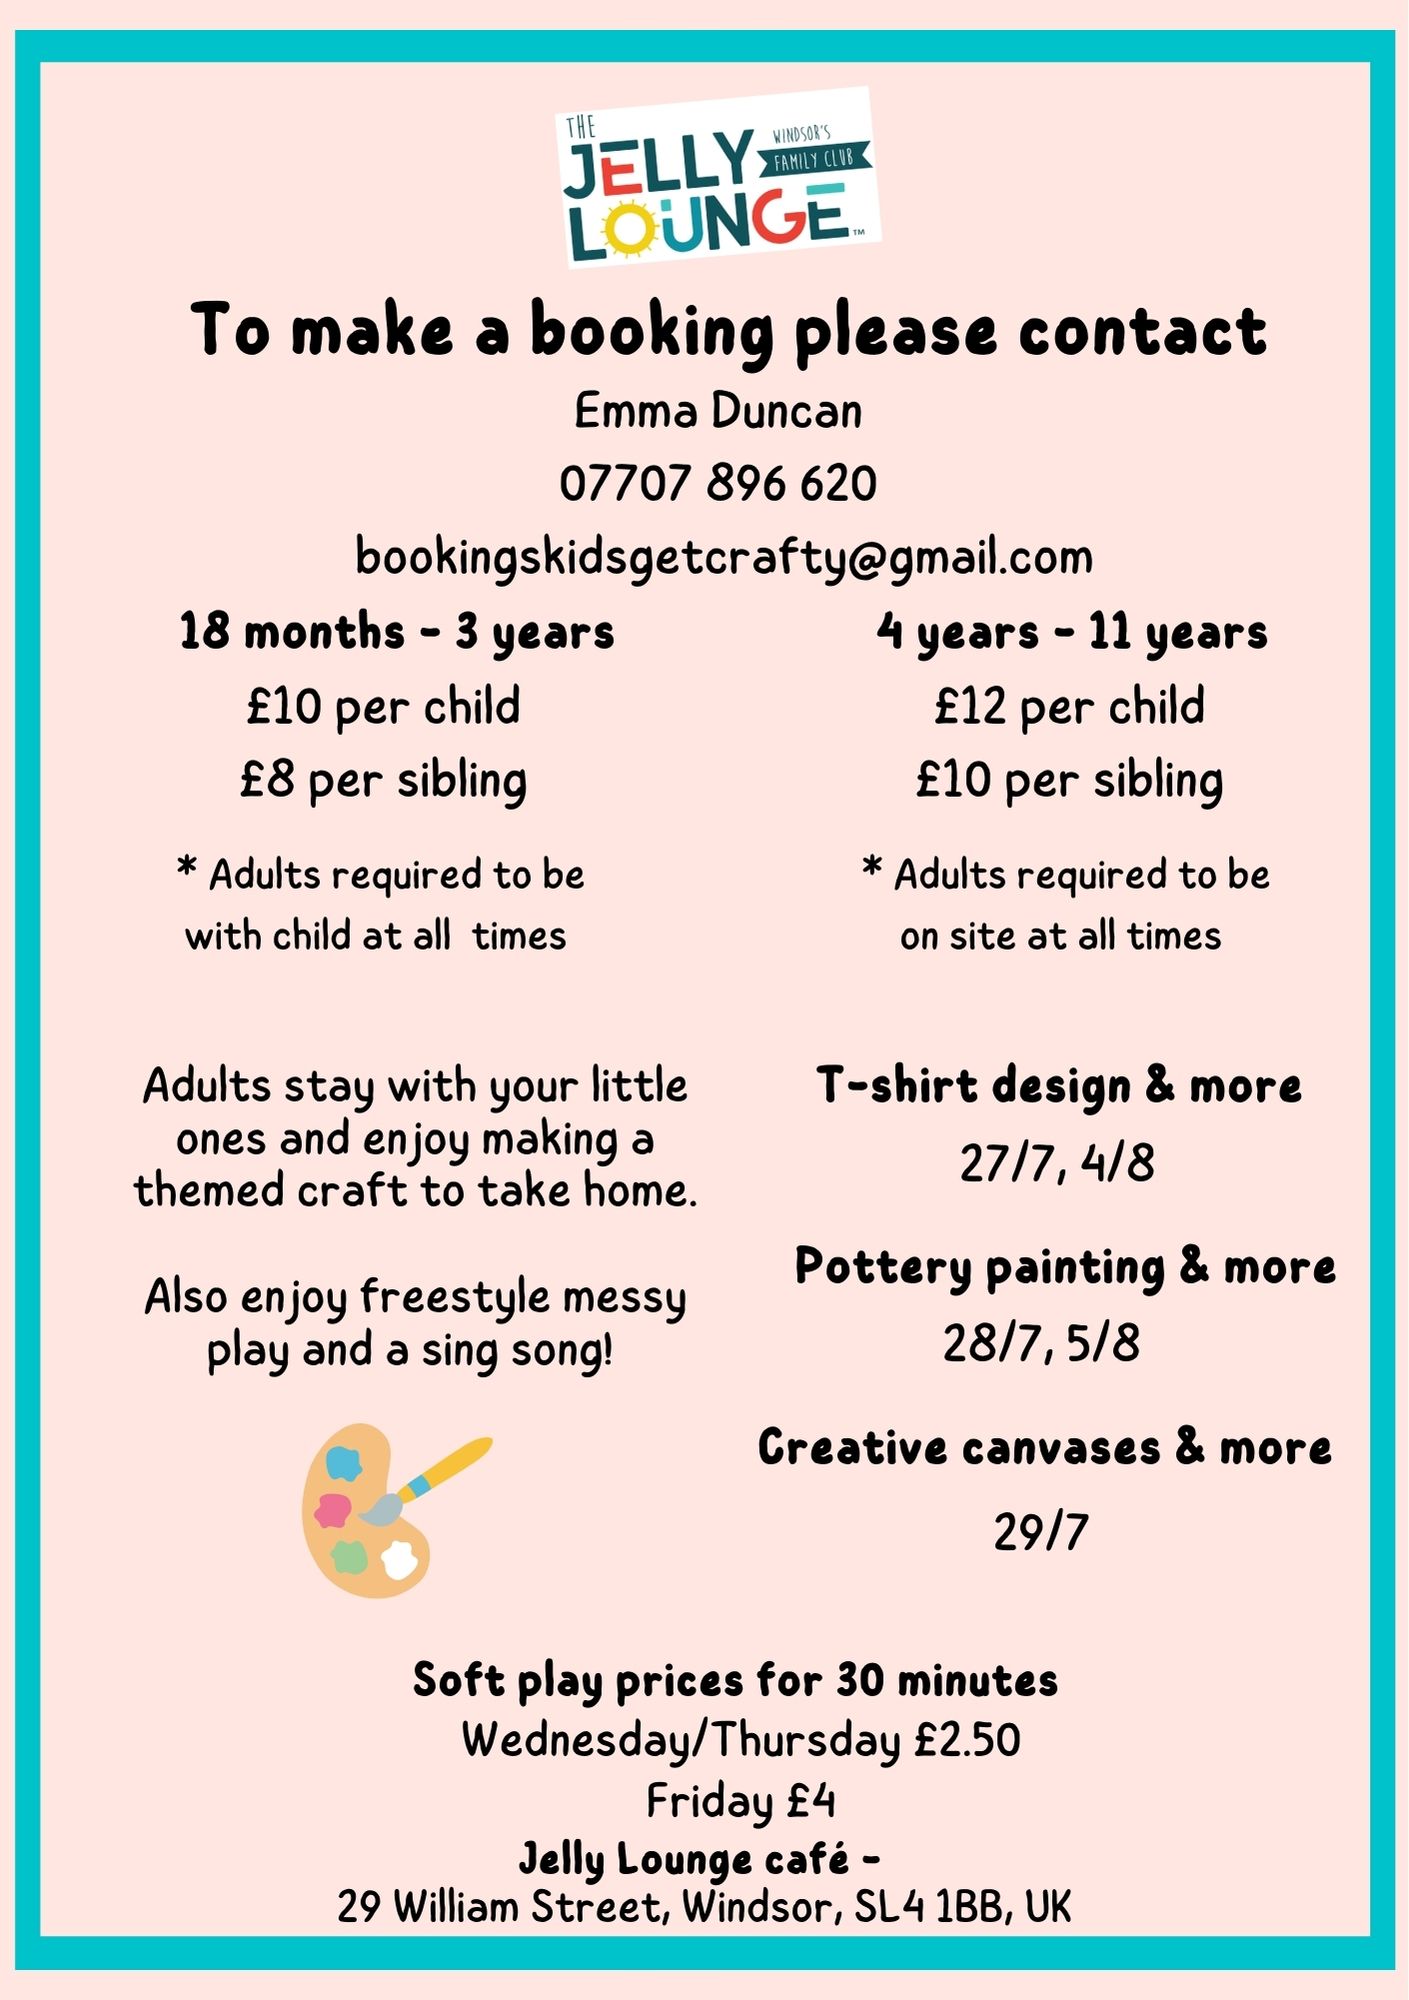 THE
JELLY
WINDSOR'S
FAMILY CLUB
LOUNGE™
To make a booking please contact
Emma Duncan
07707 896 620
bookingskidsgetcrafty@gmail.com
18 months - 3 years
£10 per child
£8 per sibling
* Adults required to be
with child at all times
4 years - 11 years
£12 per child
£10 per sibling
* Adults required to be
on site at all times
Adults stay with your little
ones and enjoy making a
themed craft to take home.
Also enjoy freestyle messy
play and a sing song!
T-shirt design & more
27/7, 4/8
Pottery painting & more
28/7, 5/8
Creative canvases & more
29/7
Soft play prices for 30 minutes
Wednesday/Thursday £2.50
Friday £4
Jelly Lounge café -
29 William Street, Windsor, SL4 1BB, UK